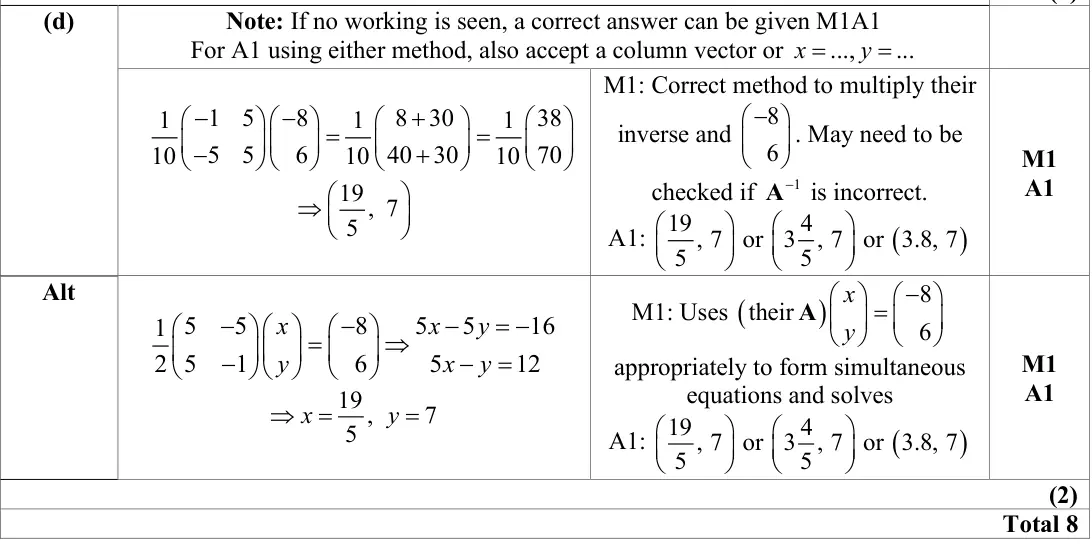 (d)
Note: If no working is seen, a correct answer can be given M1A1
For A1 using either method, also accept a column vector or x = ..., y = ...
1/10 (−1 5; −5 5)(−8; 6) = 1/10 (8+30; 40+30) = 1/10 (38; 70)
⇒ (19/5, 7)
M1: Correct method to multiply their
inverse and (−8; 6). May need to be
checked if A⁻¹ is incorrect.
A1: (19/5, 7) or (3 4/5, 7) or (3.8, 7)
M1
A1
Alt
1/2 (5 −5; 5 −1)(x; y) = (−8; 6) ⇒ 5x − 5y = −16
5x − y = 12
⇒ x = 19/5, y = 7
M1: Uses (their A)(x; y) = (−8; 6)
appropriately to form simultaneous
equations and solves
A1: (19/5, 7) or (3 4/5, 7) or (3.8, 7)
M1
A1
(2)
Total 8